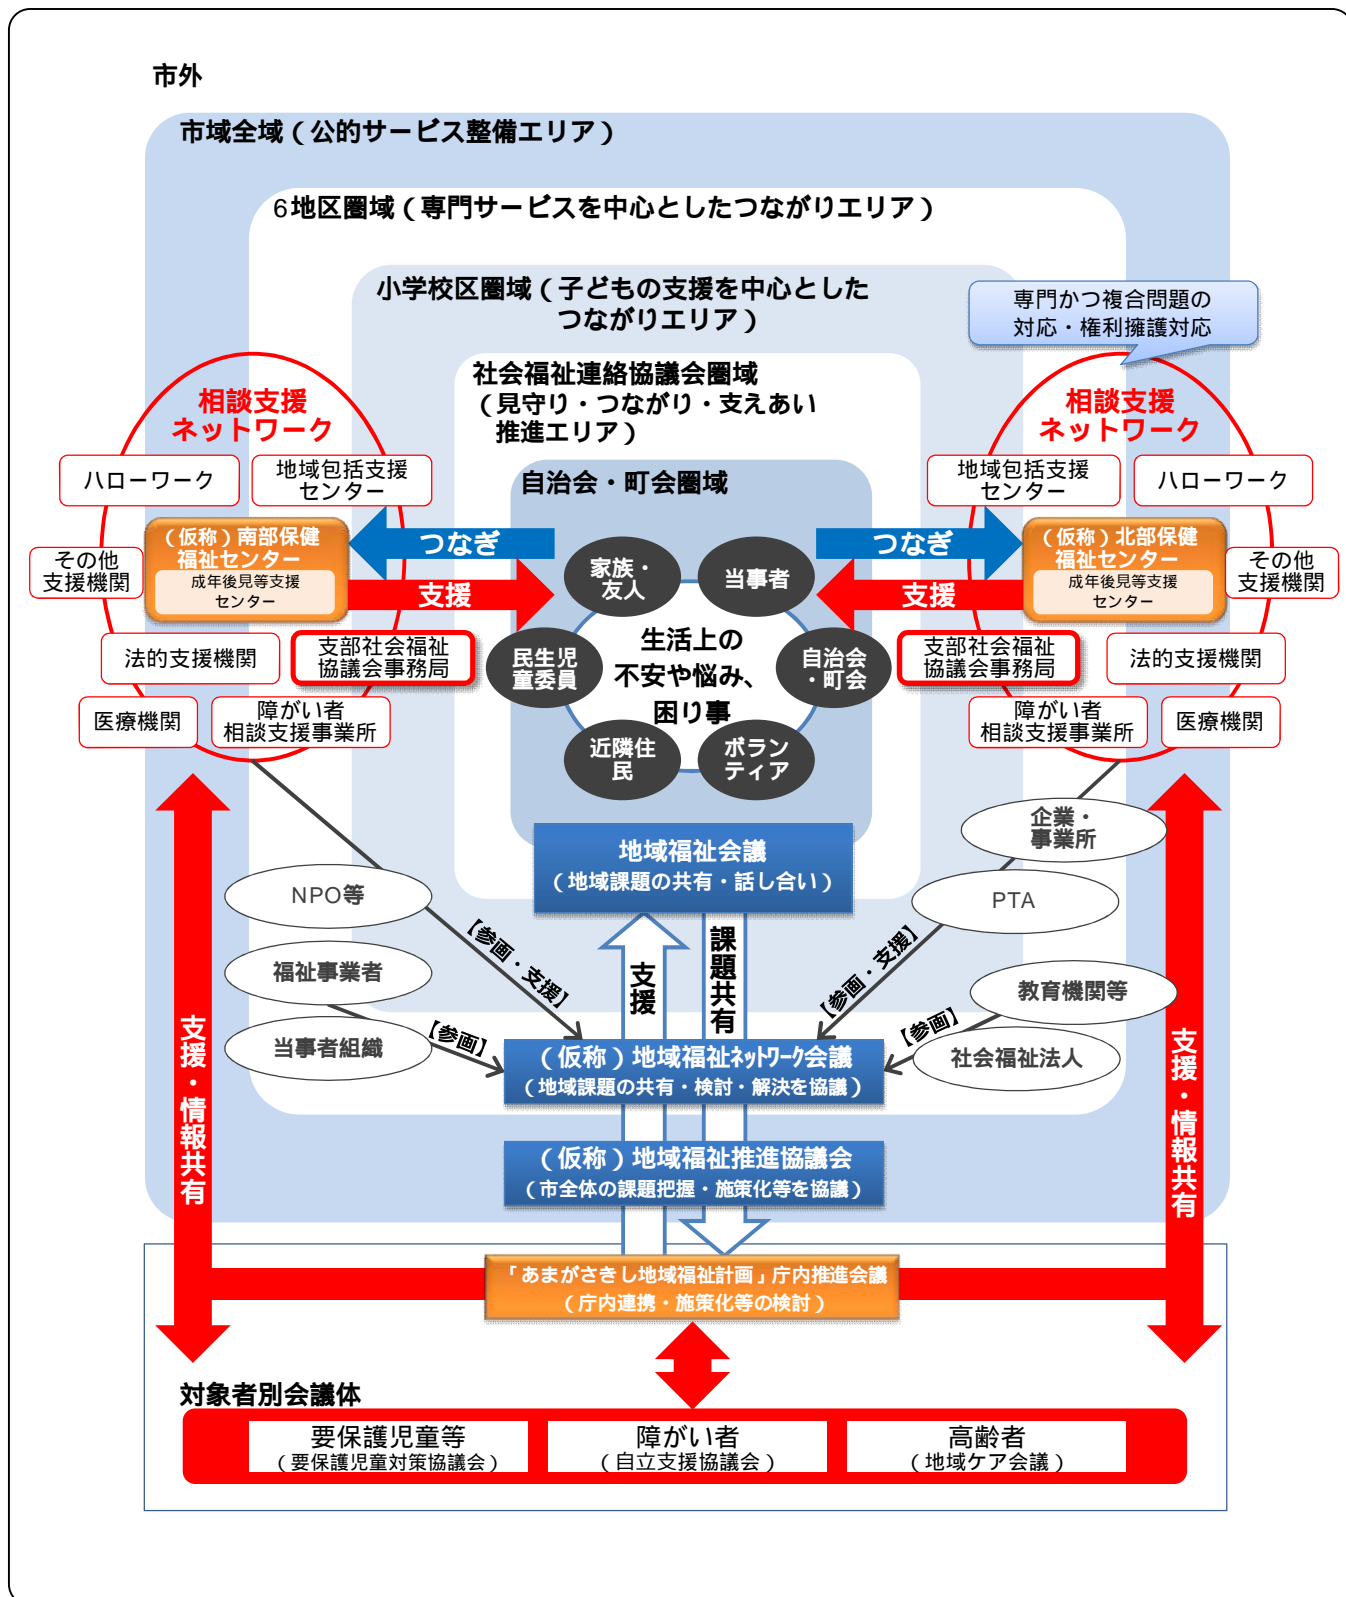 市外
市域全域（公的サービス整備エリア）
6地区圏域（専門サービスを中心としたつながりエリア）
小学校区圏域（子どもの支援を中心とした
つながりエリア）
専門かつ複合問題の
対応・権利擁護対応
社会福祉連絡協議会圏域
（見守り・つながり・支えあい
推進エリア）
自治会・町会圏域
相談支援
ネットワーク
ハローワーク
地域包括支援
センター
（仮称）南部保健
福祉センター
成年後見等支援
センター
その他
支援機関
法的支援機関
支部社会福祉
協議会事務局
医療機関
障がい者
相談支援事業所
つなぎ
支援
家族・
友人
当事者
民生児
童委員
生活上の
不安や悩み、
困り事
自治会
・町会
近隣住
民
ボラン
ティア
つなぎ
支援
相談支援
ネットワーク
地域包括支援
センター
ハローワーク
（仮称）北部保健
福祉センター
成年後見等支援
センター
その他
支援機関
支部社会福祉
協議会事務局
法的支援機関
障がい者
相談支援事業所
医療機関
地域福祉会議
（地域課題の共有・話し合い）
NPO等
福祉事業者
当事者組織
【参画・支援】
【参画】
支援
課題共有
企業・
事業所
PTA
教育機関等
社会福祉法人
【参画・支援】
【参画】
（仮称）地域福祉ﾈｯﾄﾜｰｸ会議
（地域課題の共有・検討・解決を協議）
（仮称）地域福祉推進協議会
（市全体の課題把握・施策化等を協議）
支援・情報共有
支援・情報共有
「あまがさきし地域福祉計画」庁内推進会議
（庁内連携・施策化等の検討）
対象者別会議体
要保護児童等
（要保護児童対策協議会）
障がい者
（自立支援協議会）
高齢者
（地域ケア会議）